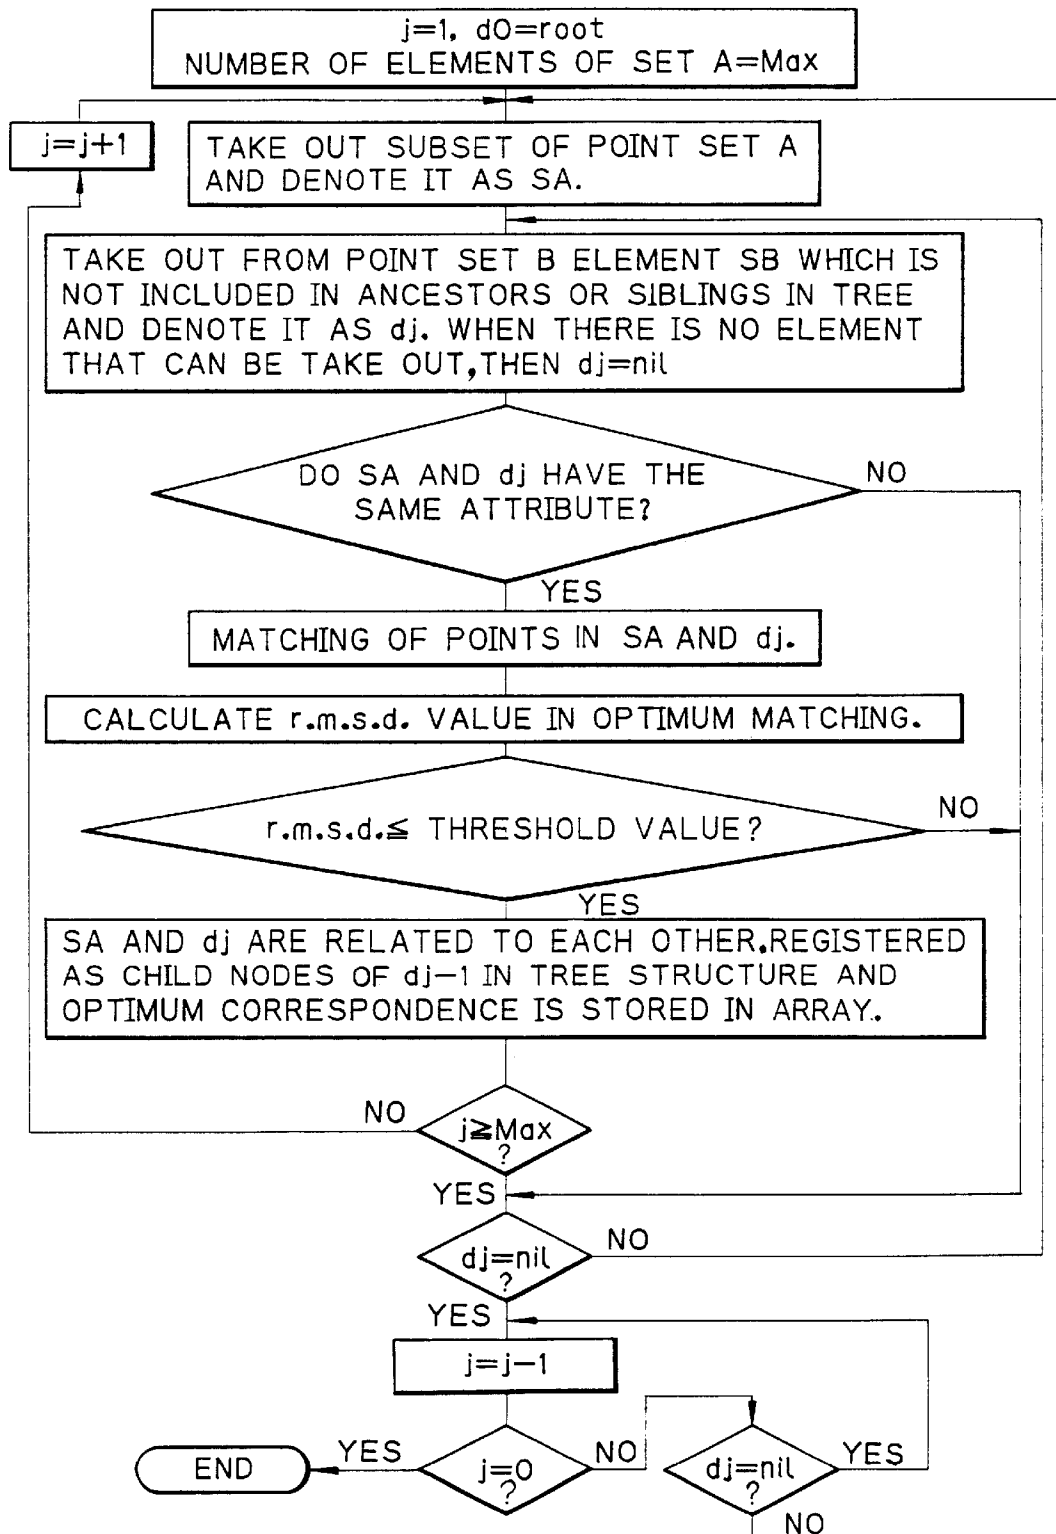 j=1, d0=root
NUMBER OF ELEMENTS OF SET A=Max
j=j+1
TAKE OUT SUBSET OF POINT SET A
AND DENOTE IT AS SA.
TAKE OUT FROM POINT SET B ELEMENT SB WHICH IS
NOT INCLUDED IN ANCESTORS OR SIBLINGS IN TREE
AND DENOTE IT AS dj. WHEN THERE IS NO ELEMENT
THAT CAN BE TAKE OUT,THEN dj=nil
DO SA AND dj HAVE THE
SAME ATTRIBUTE?
NO
YES
MATCHING OF POINTS IN SA AND dj.
CALCULATE r.m.s.d. VALUE IN OPTIMUM MATCHING.
r.m.s.d.≦ THRESHOLD VALUE?
NO
YES
SA AND dj ARE RELATED TO EACH OTHER.REGISTERED
AS CHILD NODES OF dj-1 IN TREE STRUCTURE AND
OPTIMUM CORRESPONDENCE IS STORED IN ARRAY.
NO
j≧Max
?
YES
dj=nil
?
NO
YES
j=j-1
END
YES
j=0
?
NO
dj=nil
?
YES
NO